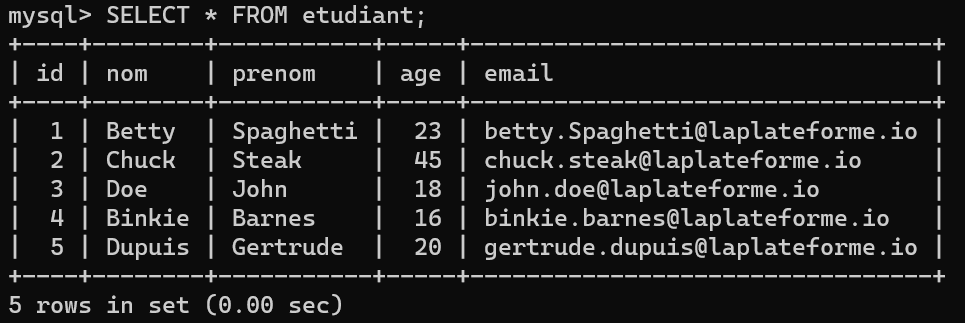 mysql> SELECT * FROM etudiant;
+----+--------+-----------+-----+--------------------------------+
| id | nom    | prenom    | age | email                          |
+----+--------+-----------+-----+--------------------------------+
|  1 | Betty  | Spaghetti |  23 | betty.Spaghetti@laplateforme.io |
|  2 | Chuck  | Steak     |  45 | chuck.steak@laplateforme.io     |
|  3 | Doe    | John      |  18 | john.doe@laplateforme.io        |
|  4 | Binkie | Barnes    |  16 | binkie.barnes@laplateforme.io   |
|  5 | Dupuis | Gertrude  |  20 | gertrude.dupuis@laplateforme.io |
+----+--------+-----------+-----+--------------------------------+
5 rows in set (0.00 sec)